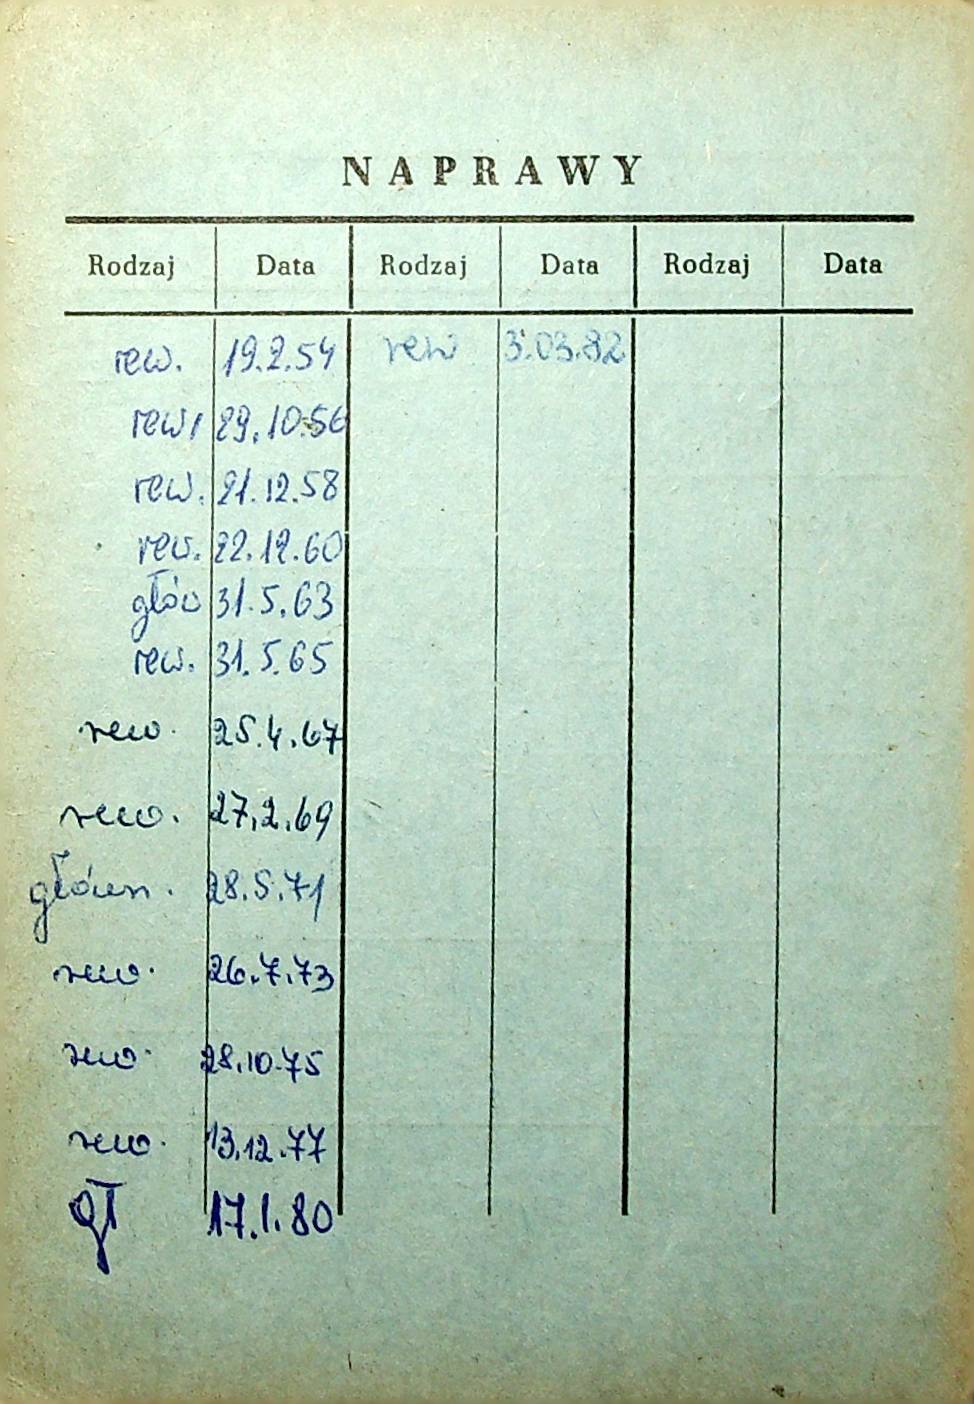 NAPRAWY
Rodzaj Data Rodzaj Data Rodzaj Data
rew. 19.2.54 rew 3.03.82
rew. 29.10.56
rew. 21.12.58
rew. 22.12.60
głów 31.5.63
rew. 31.5.65
rew. 25.4.67
rew. 27.2.69
główn. 28.5.71
rew. 26.7.73
rew. 28.10.75
rew. 13.12.77
gł 17.1.80